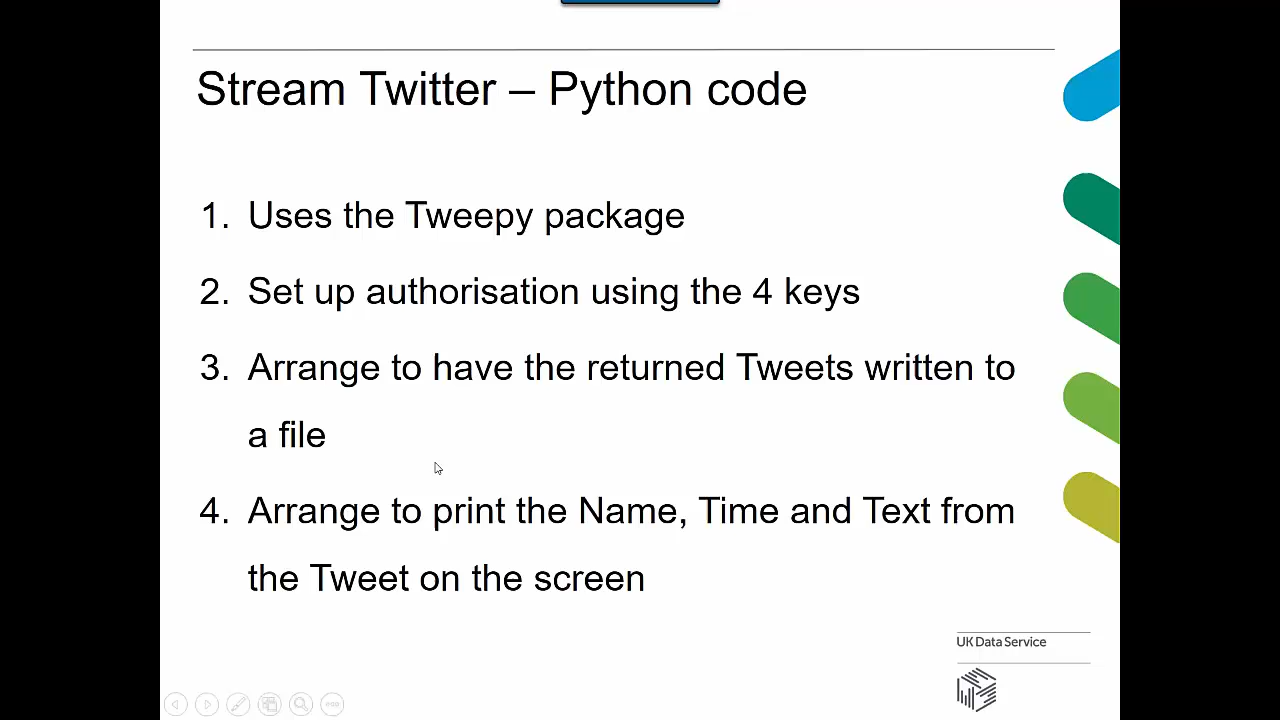 Stream Twitter – Python code
1. Uses the Tweepy package
2. Set up authorisation using the 4 keys
3. Arrange to have the returned Tweets written to
a file
4. Arrange to print the Name, Time and Text from
the Tweet on the screen
UK Data Service